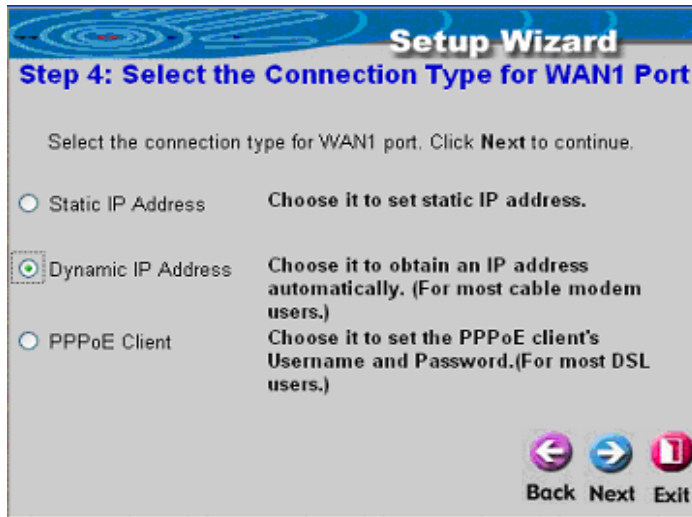 Setup Wizard
Step 4: Select the Connection Type for WAN1 Port
Select the connection type for WAN1 port. Click Next to continue.
Static IP Address
Choose it to set static IP address.
Dynamic IP Address
Choose it to obtain an IP address
automatically. (For most cable modem
users.)
PPPoE Client
Choose it to set the PPPoE client's
Username and Password.(For most DSL
users.)
Back Next Exit